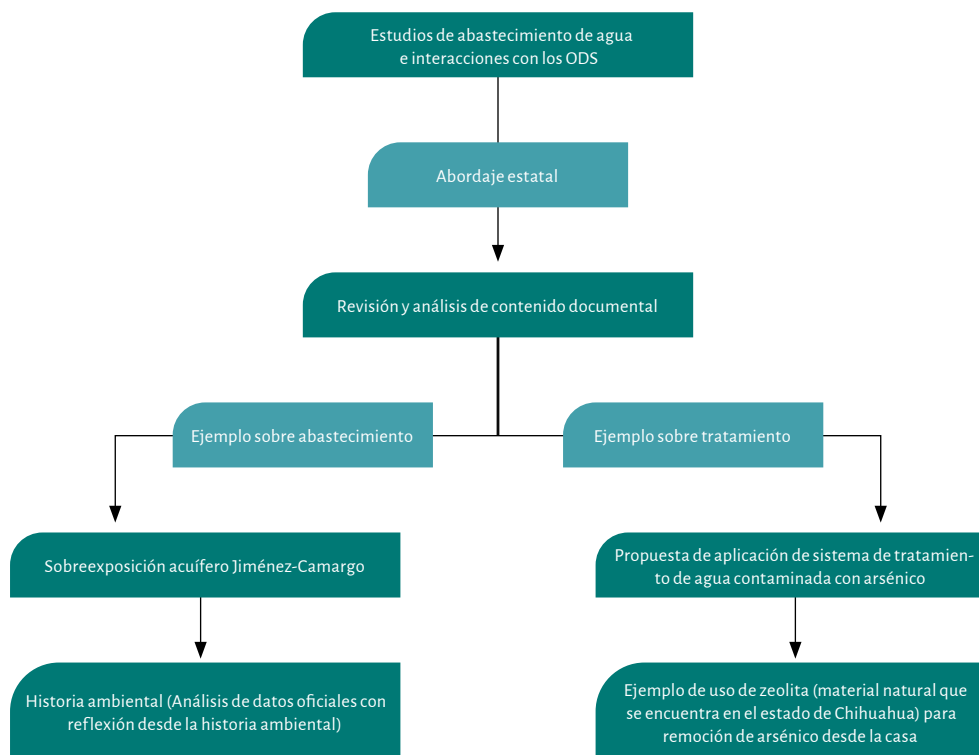 Estudios de abastecimiento de agua
e interacciones con los ODS
Abordaje estatal
Revisión y análisis de contenido documental
Ejemplo sobre abastecimiento
Ejemplo sobre tratamiento
Sobreexposición acuífero Jiménez-Camargo
Propuesta de aplicación de sistema de tratamien-
to de agua contaminada con arsénico
Historia ambiental (Análisis de datos oficiales con
reflexión desde la historia ambiental)
Ejemplo de uso de zeolita (material natural que
se encuentra en el estado de Chihuahua) para
remoción de arsénico desde la casa